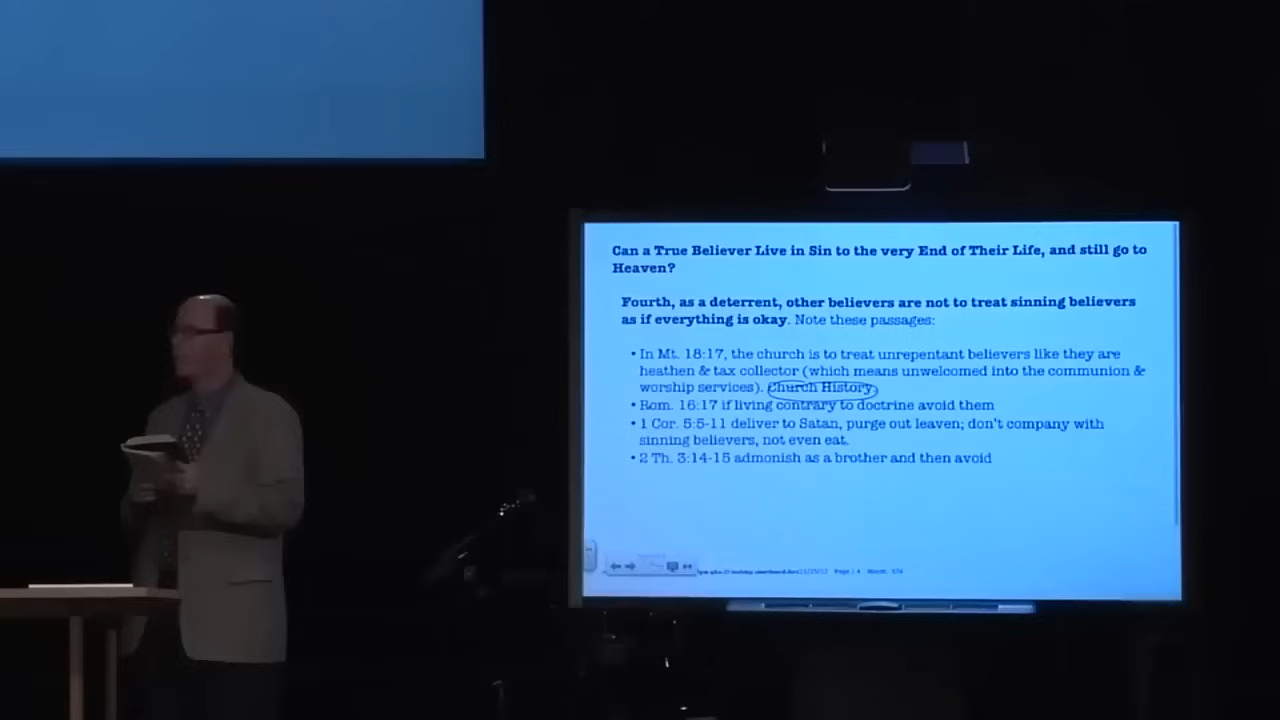 Can a True Believer Live in Sin to the very End of Their Life, and still go to
Heaven?
Fourth, as a deterrent, other believers are not to treat sinning believers
as if everything is okay. Note these passages:
• In Mt. 18:17, the church is to treat unrepentant believers like they are
heathen & tax collector (which means unwelcomed into the communion &
worship services). Church History.
• Rom. 16:17 if living contrary to doctrine avoid them
• 1 Cor. 5:5-11 deliver to Satan, purge out leaven; don't company with
sinning believers, not even eat.
• 2 Th. 3:14-15 admonish as a brother and then avoid
Page | 4